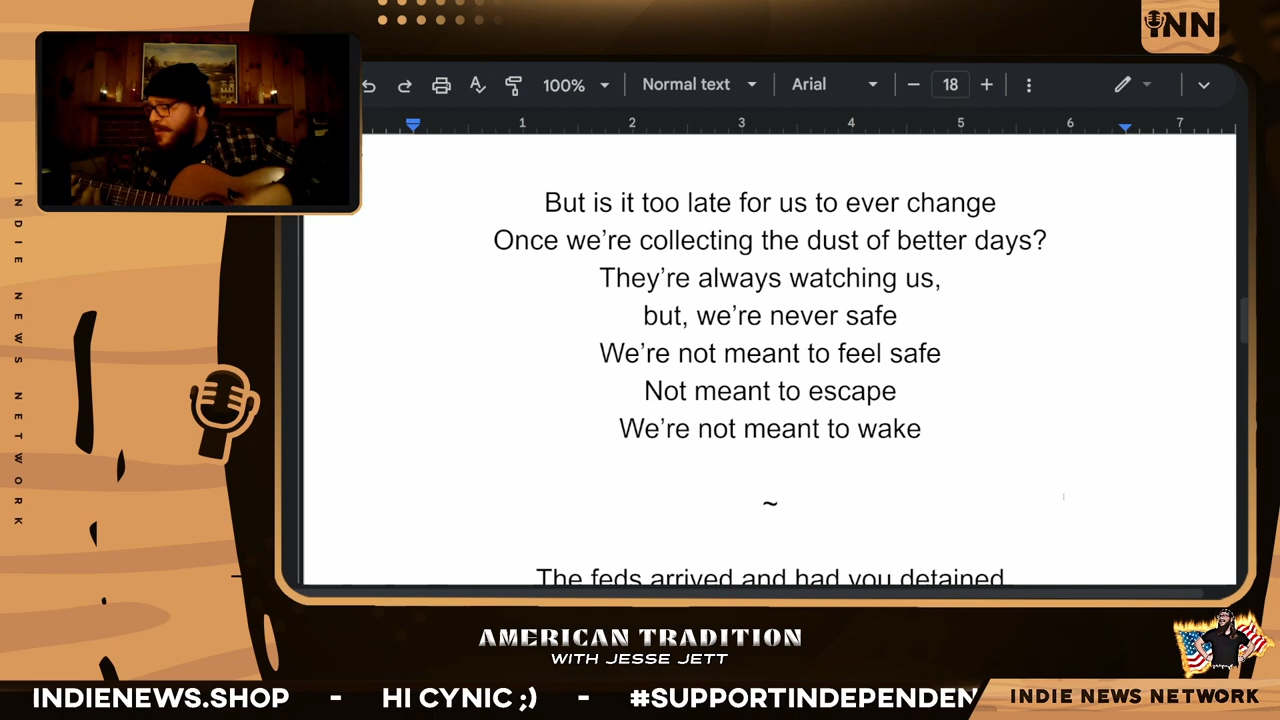 iNN
100%
Normal text
Arial
18
1 2 3 4 5 6 7
But is it too late for us to ever change
Once we’re collecting the dust of better days?
They’re always watching us,
but, we’re never safe
We’re not meant to feel safe
Not meant to escape
We’re not meant to wake
~
The feds arrived and had you detained
INDIE NEWS NETWORK
AMERICAN TRADITION
WITH JESSE JETT
INDIENEWS.SHOP - HI CYNIC ;) - #SUPPORTINDEPENDEN
INDIE NEWS NETWORK